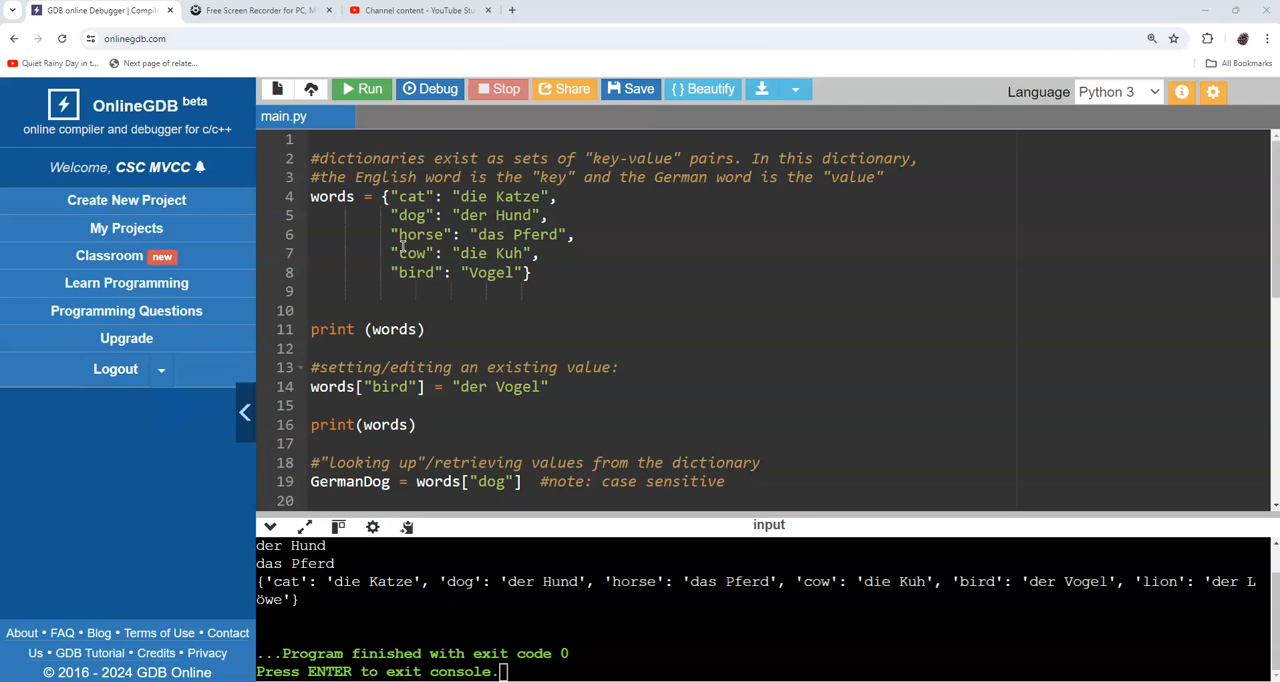 GDB online Debugger | Compil
Free Screen Recorder for PC, M
Channel content - YouTube Stu
onlinegdb.com
Quiet Rainy Day in t...
Next page of relate...
All Bookmarks
OnlineGDB beta
online compiler and debugger for c/c++
Welcome, CSC MVCC
Create New Project
My Projects
Classroom new
Learn Programming
Programming Questions
Upgrade
Logout
About • FAQ • Blog • Terms of Use • Contact
Us • GDB Tutorial • Credits • Privacy
© 2016 - 2024 GDB Online
Run Debug Stop Share Save { } Beautify
Language Python 3
main.py
1
2 #dictionaries exist as sets of "key-value" pairs. In this dictionary,
3 #the English word is the "key" and the German word is the "value"
4 words = {"cat": "die Katze",
5 "dog": "der Hund",
6 "horse": "das Pferd",
7 "cow": "die Kuh",
8 "bird": "Vogel"}
9
10
11 print (words)
12
13 #setting/editing an existing value:
14 words["bird"] = "der Vogel"
15
16 print(words)
17
18 #"looking up"/retrieving values from the dictionary
19 GermanDog = words["dog"] #note: case sensitive
20
input
der Hund
das Pferd
{'cat': 'die Katze', 'dog': 'der Hund', 'horse': 'das Pferd', 'cow': 'die Kuh', 'bird': 'der Vogel', 'lion': 'der L
öwe'}
...Program finished with exit code 0
Press ENTER to exit console.